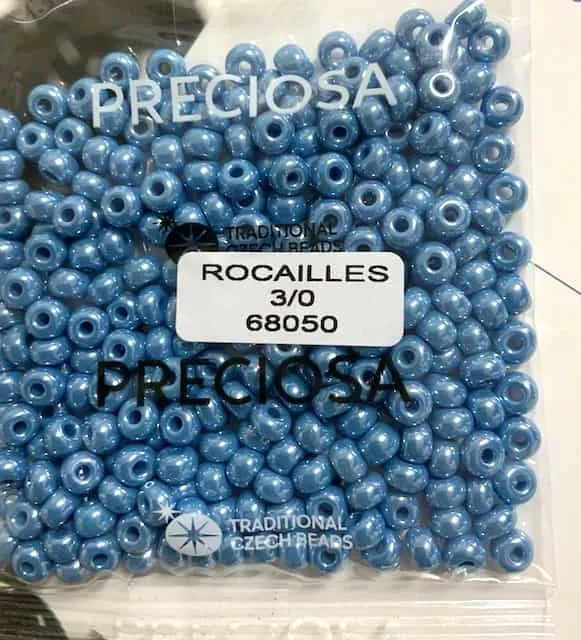 PRECIOSA
TRADITIONAL
CZECH BEADS
ROCAILLES
3/0
68050
PRECIOSA
TRADITIONAL
CZECH BEADS